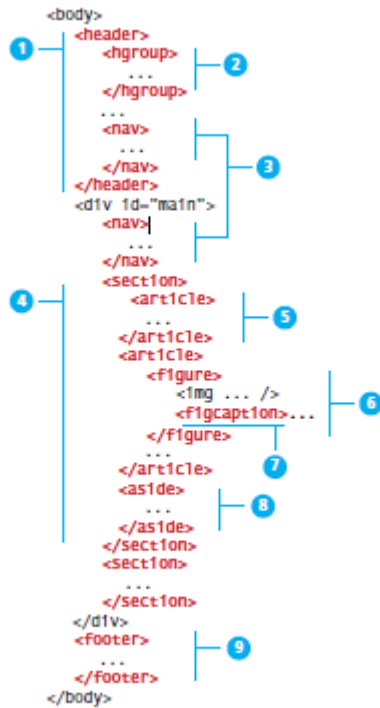 <body>
<header>
1
<hgroup>
2
...
</hgroup>
...
<nav>
...
3
</nav>
</header>
<div id="main">
<nav>
...
</nav>
<section>
4
<article>
5
...
</article>
<article>
<figure>
<img ... />
6
<figcaption>...
</figure>
7
...
</article>
<aside>
8
...
</aside>
</section>
<section>
...
</section>
</div>
<footer>
9
...
</footer>
</body>